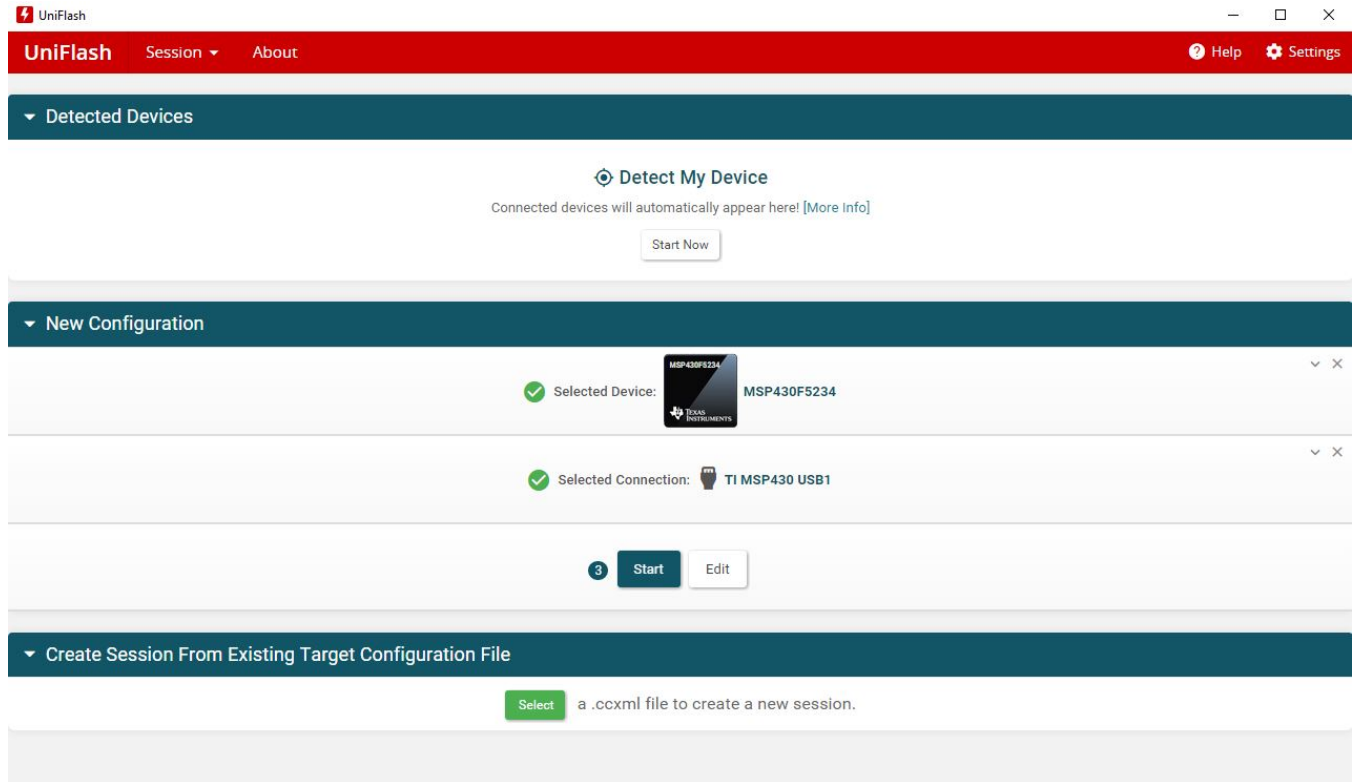 UniFlash
UniFlash Session About Help Settings
Detected Devices
Detect My Device
Connected devices will automatically appear here! [More Info]
Start Now
New Configuration
MSP430F5234
Selected Device: MSP430F5234
TEXAS
INSTRUMENTS
Selected Connection: TI MSP430 USB1
3 Start Edit
Create Session From Existing Target Configuration File
Select a .ccxml file to create a new session.